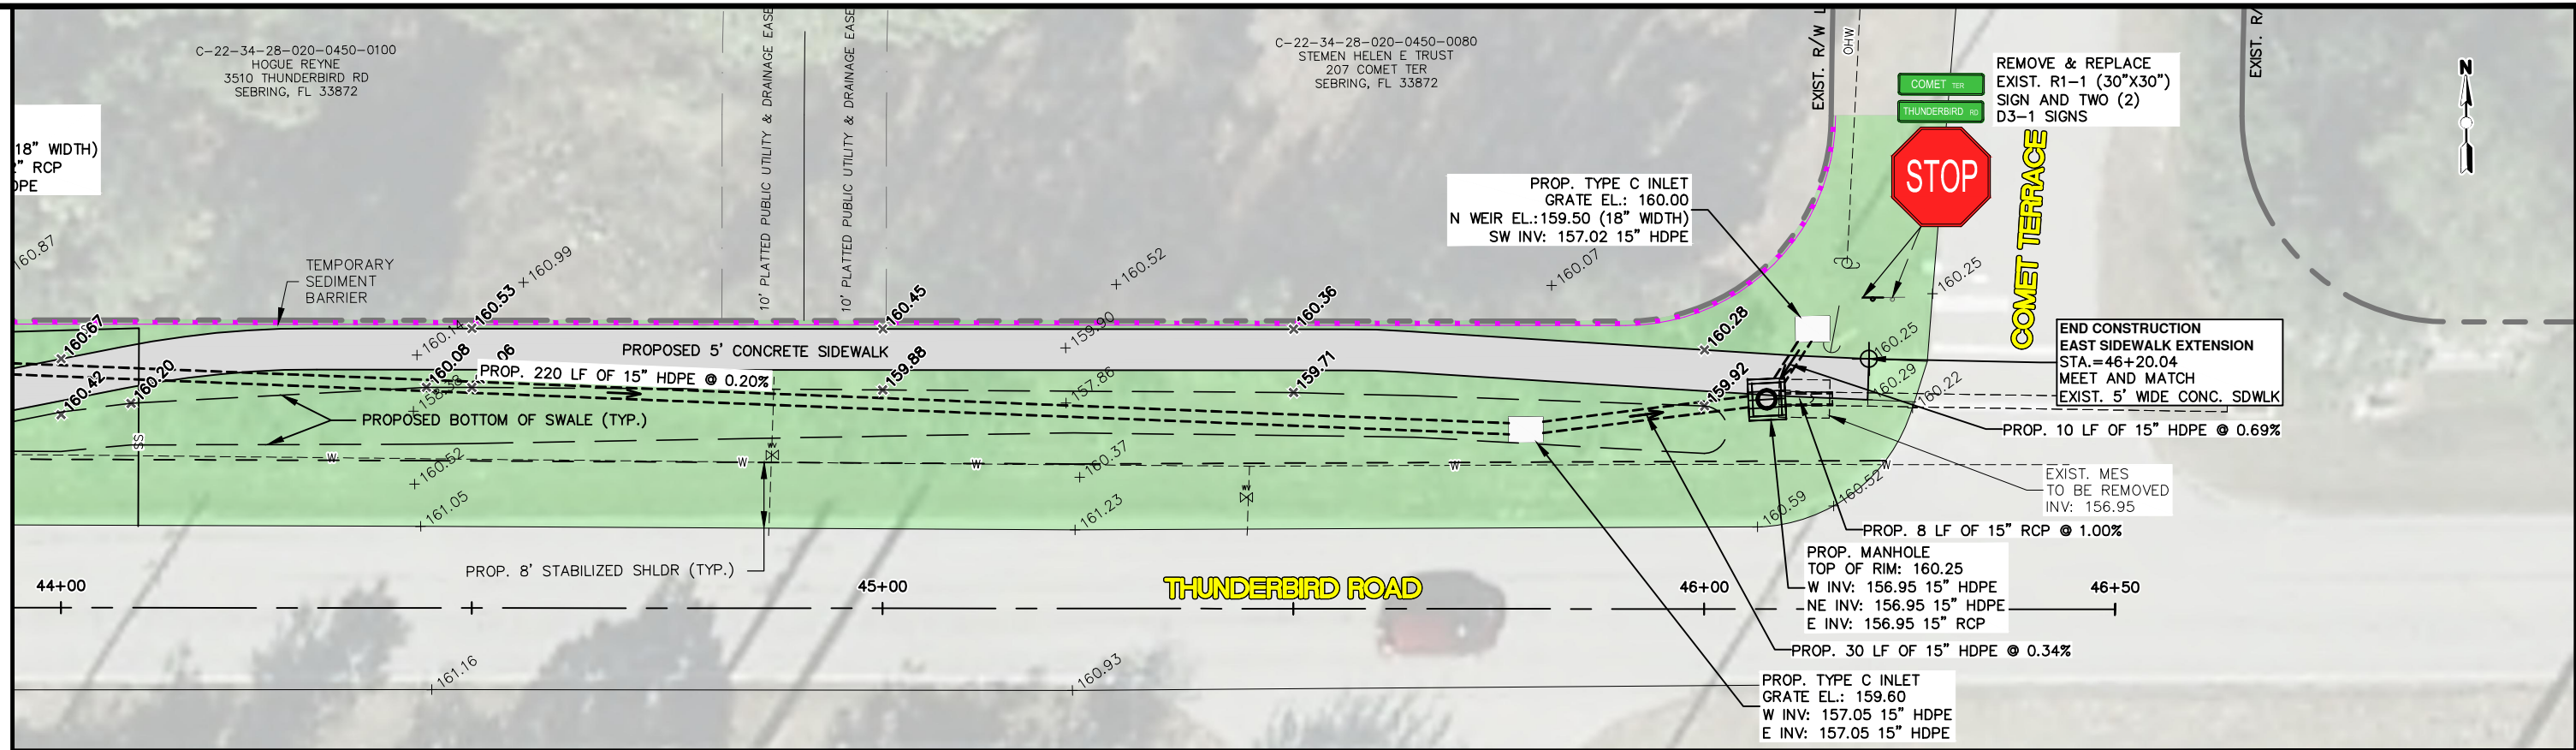 C-22-34-28-020-0450-0100
HOGUE REYNE
3510 THUNDERBIRD RD
SEBRING, FL 33872
10' PLATTED PUBLIC UTILITY & DRAINAGE EASE
10' PLATTED PUBLIC UTILITY & DRAINAGE EASE
C-22-34-28-020-0450-0080
STEMEN HELEN E TRUST
207 COMET TER
SEBRING, FL 33872
EXIST. R/W L
OHW
COMET TER
THUNDERBIRD RD
STOP
REMOVE & REPLACE
EXIST. R1-1 (30"X30")
SIGN AND TWO (2)
D3-1 SIGNS
EXIST. R/
N
18" WIDTH)
" RCP
DPE
160.87
TEMPORARY
SEDIMENT
BARRIER
160.99
160.52
160.07
PROP. TYPE C INLET
GRATE EL.: 160.00
N WEIR EL.:159.50 (18" WIDTH)
SW INV: 157.02 15" HDPE
COMET TERRACE
160.25
160.67
160.53
160.14
160.45
159.90
160.36
160.28
160.25
PROPOSED 5' CONCRETE SIDEWALK
160.42
160.20
160.08
.06
PROP. 220 LF OF 15" HDPE @ 0.20%
159.88
157.86
159.71
159.92
160.29
160.22
END CONSTRUCTION
EAST SIDEWALK EXTENSION
STA.=46+20.04
MEET AND MATCH
EXIST. 5' WIDE CONC. SDWLK
PROPOSED BOTTOM OF SWALE (TYP.)
PROP. 10 LF OF 15" HDPE @ 0.69%
SS
W
W
WV
W
W
W
WV
160.52
160.37
161.05
161.23
160.59
160.52
EXIST. MES
TO BE REMOVED
INV: 156.95
PROP. 8 LF OF 15" RCP @ 1.00%
PROP. 8' STABILIZED SHLDR (TYP.)
PROP. MANHOLE
TOP OF RIM: 160.25
W INV: 156.95 15" HDPE
NE INV: 156.95 15" HDPE
E INV: 156.95 15" RCP
44+00
45+00
THUNDERBIRD ROAD
46+00
46+50
PROP. 30 LF OF 15" HDPE @ 0.34%
161.16
160.93
PROP. TYPE C INLET
GRATE EL.: 159.60
W INV: 157.05 15" HDPE
E INV: 157.05 15" HDPE